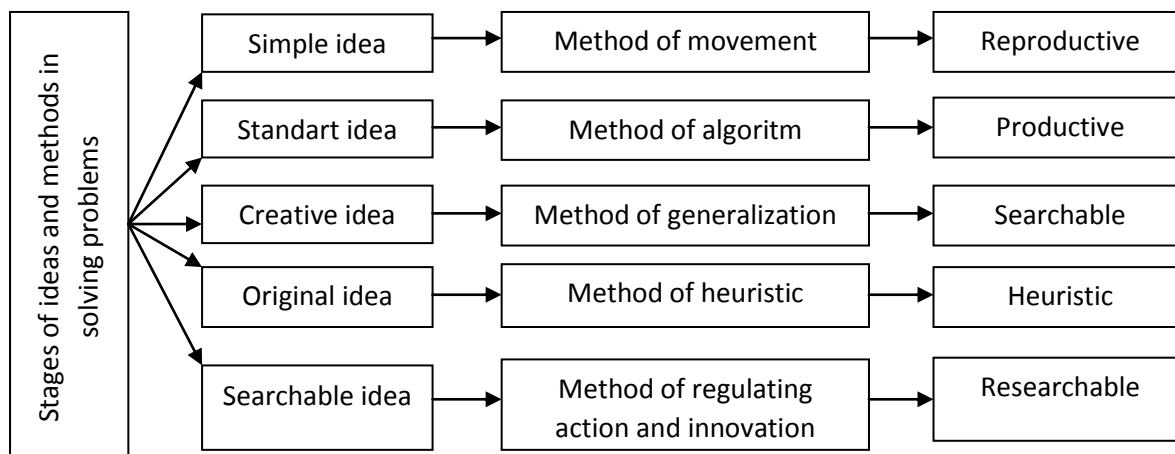 Stages of ideas and methods in
solving problems
Simple idea
Method of movement
Reproductive
Standart idea
Method of algoritm
Productive
Creative idea
Method of generalization
Searchable
Original idea
Method of heuristic
Heuristic
Searchable idea
Method of regulating
action and innovation
Researchable